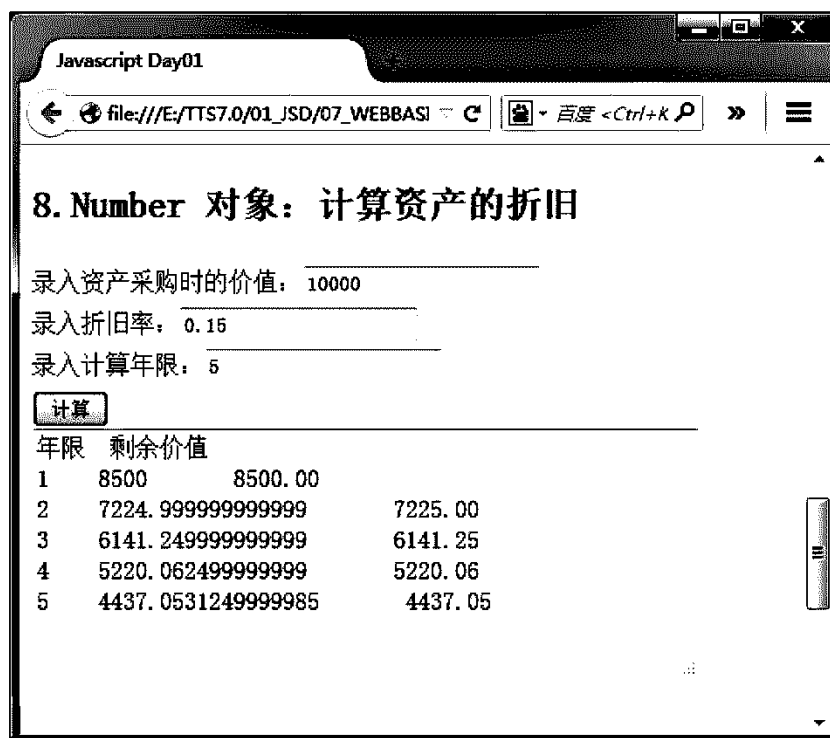 Javascript Day01
file:///E:/TTS7.0/01_JSD/07_WEBBASI
百度 <Ctrl+K
8.Number 对象：计算资产的折旧
录入资产采购时的价值：10000
录入折旧率：0.15
录入计算年限：5
计算
年限 剩余价值
1 8500 8500.00
2 7224.999999999999 7225.00
3 6141.249999999999 6141.25
4 5220.062499999999 5220.06
5 4437.0531249999985 4437.05